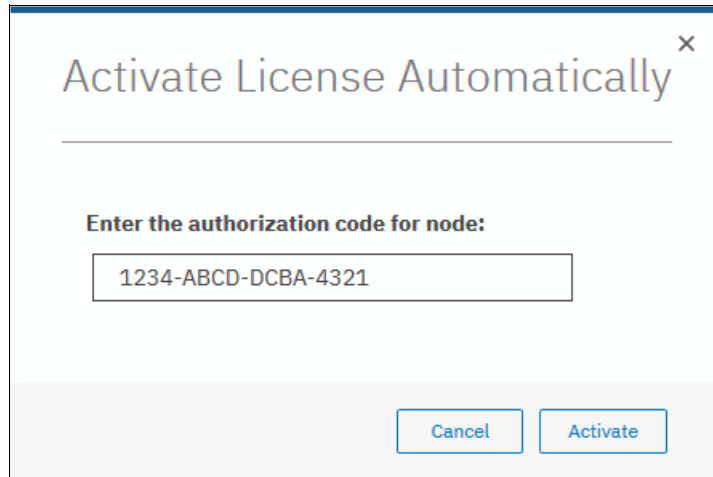 ×
Activate License Automatically
Enter the authorization code for node:
1234-ABCD-DCBA-4321
Cancel
Activate